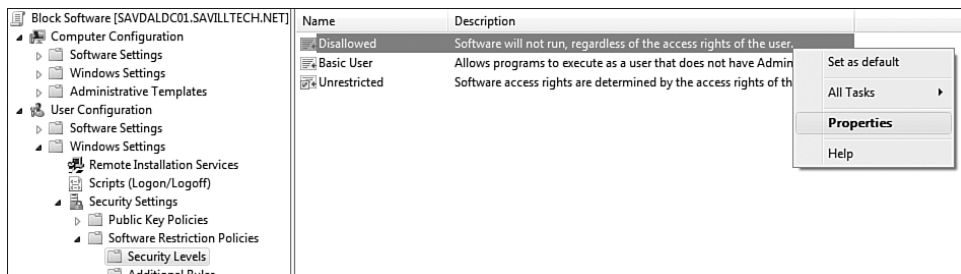 Block Software [SAVDALDC01.SAVILLTECH.NET]
Computer Configuration
Software Settings
Windows Settings
Administrative Templates
User Configuration
Software Settings
Windows Settings
Remote Installation Services
Scripts (Logon/Logoff)
Security Settings
Public Key Policies
Software Restriction Policies
Security Levels
Additional Rules
Name Description
Disallowed Software will not run, regardless of the access rights of the user.
Basic User Allows programs to execute as a user that does not have Admin
Unrestricted Software access rights are determined by the access rights of th
Set as default
All Tasks
Properties
Help